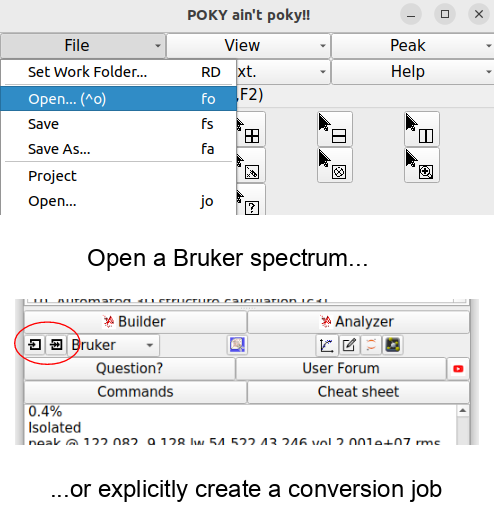 POKY ain't poky!!
File View Peak
Set Work Folder... RD xt. Help
Open... (^o) fo ,F2)
Save fs
Save As... fa
Project
Open... jo
Open a Bruker spectrum...
Builder Analyzer
Bruker
Question? User Forum
Commands Cheat sheet
0.4%
Isolated
peak @ 122.082, 9.128 lw 54.522 43.246 vol 2.001e+07 rms
...or explicitly create a conversion job